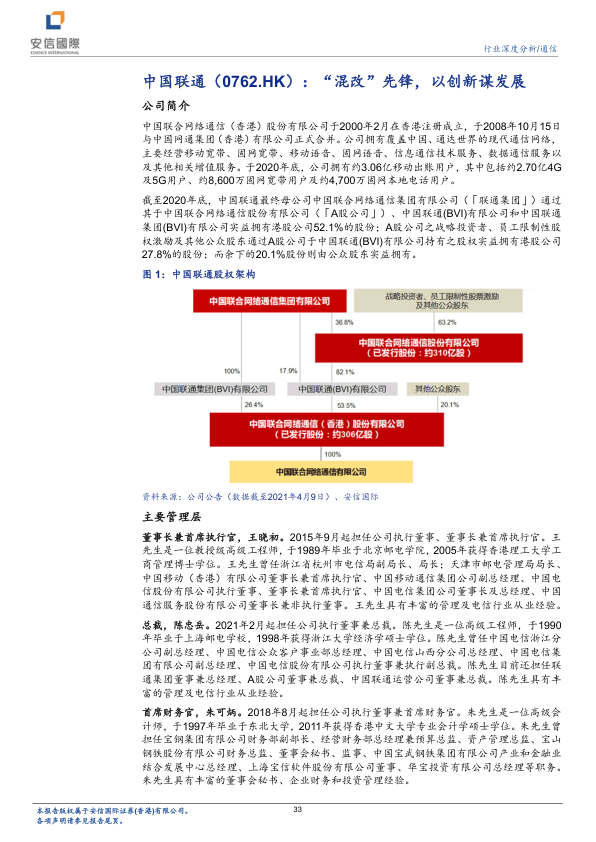 安信國際
ESSENCE INTERNATIONAL
行业深度分析/通信
中国联通（0762.HK）：“混改”先锋，以创新谋发展
公司简介
中国联合网络通信（香港）股份有限公司于2000年2月在香港注册成立，于2008年10月15日
与中国网通集团（香港）有限公司正式合并。公司拥有覆盖中国、通达世界的现代通信网络，
主要经营移动宽带、固网宽带、移动语音、固网语音、信息通信技术服务、数据通信服务以
及其他相关增值服务。于2020年底，公司拥有约3.06亿移动出账用户，其中包括约2.70亿4G
及5G用户、约8,600万固网宽带用户及约4,700万固网本地电话用户。
截至2020年底，中国联通最终母公司中国联合网络通信集团有限公司（「联通集团」）通过
其于中国联合网络通信股份有限公司（「A股公司」）、中国联通(BVI)有限公司和中国联通
集团(BVI)有限公司实益拥有港股公司52.1%的股份；A股公司之战略投资者、员工限制性股
权激励及其他公众股东通过A股公司于中国联通(BVI)有限公司持有之股权实益拥有港股公司
27.8%的股份；而余下的20.1%股份则由公众股东实益拥有。
图 1：中国联通股权架构
中国联合网络通信集团有限公司
战略投资者、员工限制性股票激励
及其他公众股东
36.8%
63.2%
中国联合网络通信股份有限公司
（已发行股份：约310亿股）
100%
17.9%
82.1%
中国联通集团(BVI)有限公司
中国联通(BVI)有限公司
其他公众股东
26.4%
53.5%
20.1%
中国联合网络通信（香港）股份有限公司
（已发行股份：约306亿股）
100%
中国联合网络通信有限公司
资料来源：公司公告（数据截至2021年4月9日）、安信国际
主要管理层
董事长兼首席执行官，王晓初。2015年9月起担任公司执行董事、董事长兼首席执行官。王
先生是一位教授级高级工程师，于1989年毕业于北京邮电学院，2005年获得香港理工大学工
商管理博士学位。王先生曾任浙江省杭州市电信局副局长、局长；天津市邮电管理局局长、
中国移动（香港）有限公司董事长兼首席执行官、中国移动通信集团公司副总经理、中国电
信股份有限公司执行董事、董事长兼首席执行官、中国电信集团公司董事长及总经理、中国
通信服务股份有限公司董事长兼非执行董事。王先生具有丰富的管理及电信行业从业经验。
总裁，陈忠岳。2021年2月起担任公司执行董事兼总裁。陈先生是一位高级工程师，于1990
年毕业于上海邮电学校，1998年获得浙江大学经济学硕士学位。陈先生曾任中国电信浙江分
公司副总经理、中国电信公众客户事业部总经理、中国电信山西分公司总经理、中国电信集
团有限公司副总经理、中国电信股份有限公司执行董事兼执行副总裁。陈先生目前还担任联
通集团董事兼总经理、A股公司董事兼总裁、中国联通运营公司董事兼总裁。陈先生具有丰
富的管理及电信行业从业经验。
首席财务官，朱可炳。2018年8月起担任公司执行董事兼首席财务官。朱先生是一位高级会
计师，于1997年毕业于东北大学，2011年获得香港中文大学专业会计学硕士学位。朱先生曾
担任宝钢集团有限公司财务部副部长、经营财务部总经理兼预算总监、资产管理总监、宝山
钢铁股份有限公司财务总监、董事会秘书、监事、中国宝武钢铁集团有限公司产业和金融业
结合发展中心总经理、上海宝信软件股份有限公司董事、华宝投资有限公司总经理等职务。
朱先生具有丰富的董事会秘书、企业财务和投资管理经验。
本报告版权属于安信国际证券(香港)有限公司。
各项声明请参见报告尾页。
33